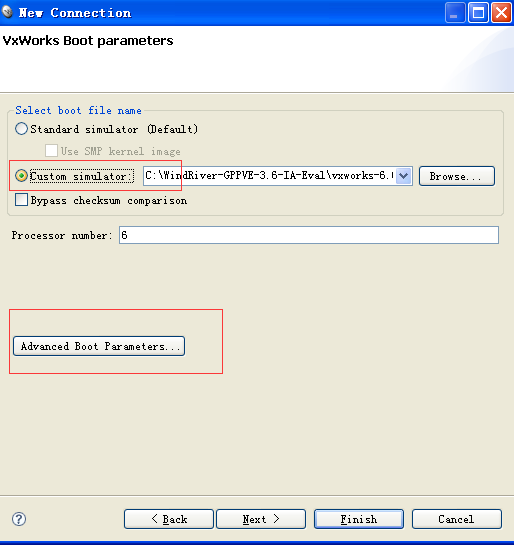 New Connection
VxWorks Boot parameters
Select boot file name
Standard simulator (Default)
Use SMP kernel image
Custom simulator:
C:\WindRiver-GPPVE-3.6-IA-Eval\vxworks-6.
Browse...
Bypass checksum comparison
Processor number:
6
Advanced Boot Parameters...
?
< Back
Next >
Finish
Cancel